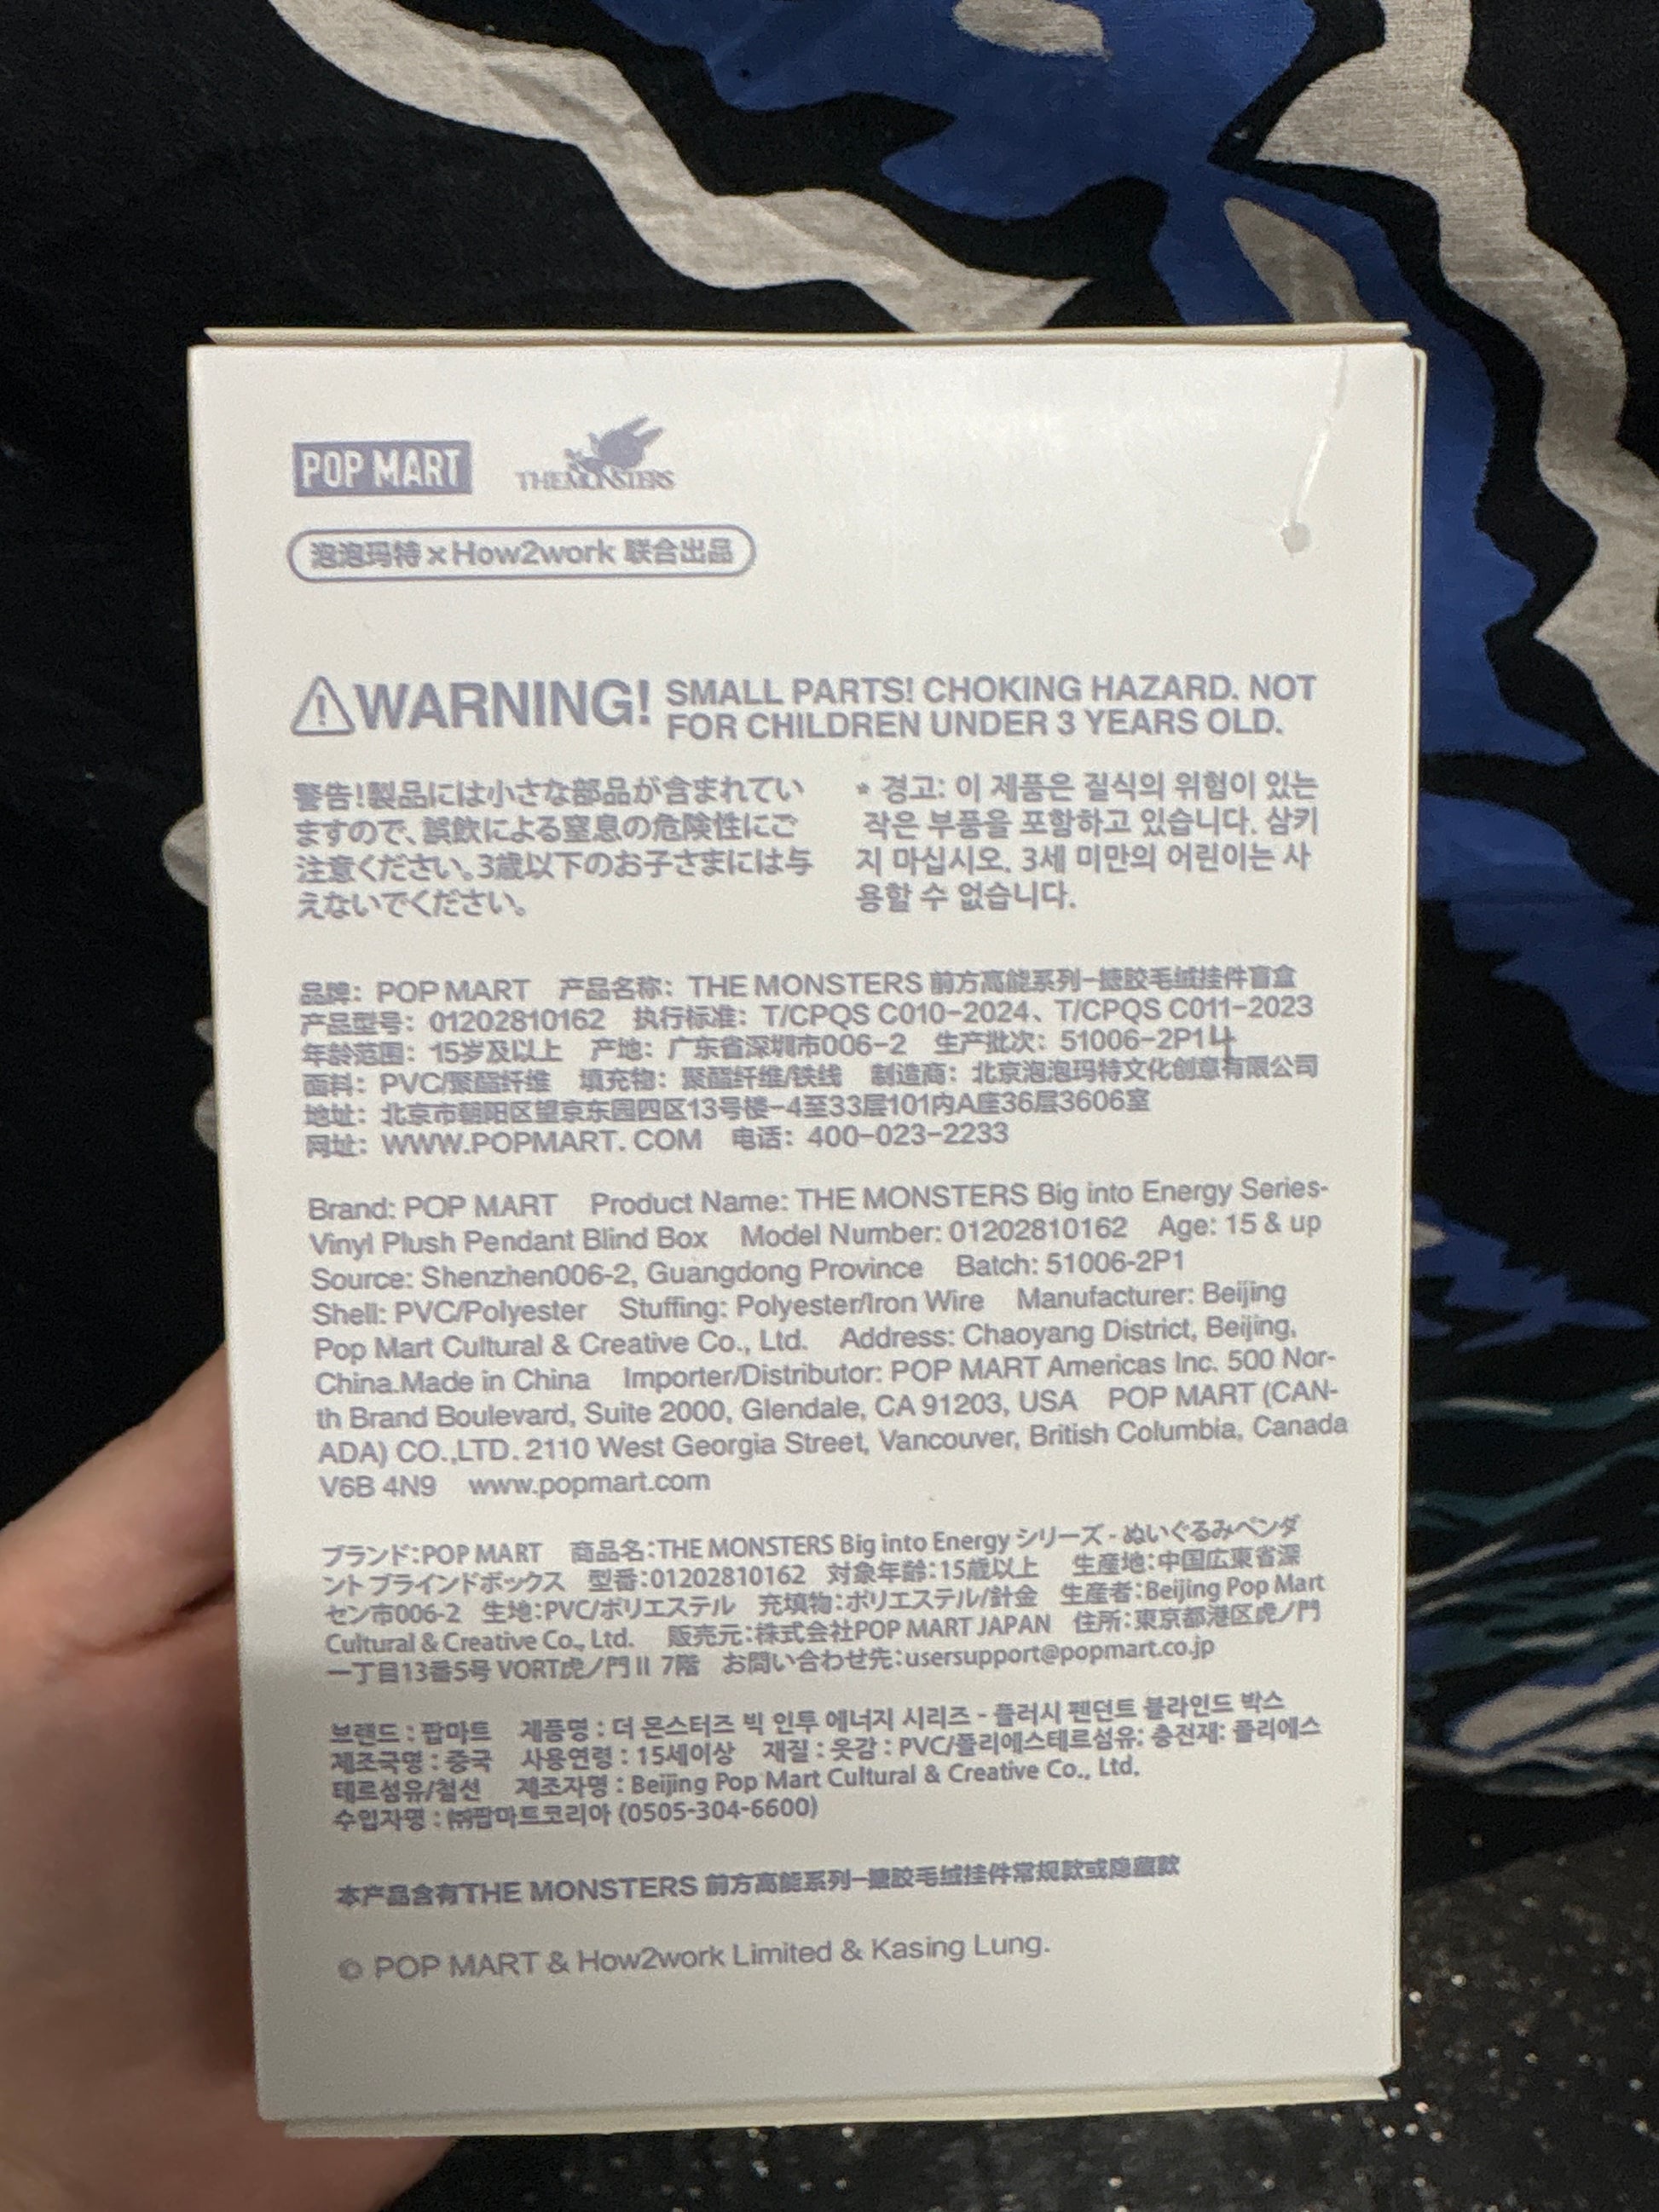 POP MART
THE MONSTERS
泡泡玛特×How2work 联合出品
WARNING! SMALL PARTS! CHOKING HAZARD. NOT
FOR CHILDREN UNDER 3 YEARS OLD.
警告!製品には小さな部品が含まれてい
ますので、誤飲による窒息の危険性にご
注意ください。3歳以下のお子さまには与
えないでください。
* 경고: 이 제품은 질식의 위험이 있는
작은 부품을 포함하고 있습니다. 삼키
지 마십시오. 3세 미만의 어린이는 사
용할 수 없습니다.
品牌: POP MART 产品名称: THE MONSTERS 前方高能系列-搪胶毛绒挂件盲盒
产品型号: 01202810162 执行标准: T/CPQS C010-2024、T/CPQS C011-2023
年龄范围: 15岁及以上 产地: 广东省深圳市006-2 生产批次: 51006-2P14
面料: PVC/聚酯纤维 填充物: 聚酯纤维/铁线 制造商: 北京泡泡玛特文化创意有限公司
地址: 北京市朝阳区望京东园四区13号楼-4至33层101内A座36层3606室
网址: WWW.POPMART. COM 电话: 400-023-2233
Brand: POP MART Product Name: THE MONSTERS Big into Energy Series-
Vinyl Plush Pendant Blind Box Model Number: 01202810162 Age: 15 & up
Source: Shenzhen006-2, Guangdong Province Batch: 51006-2P1
Shell: PVC/Polyester Stuffing: Polyester/Iron Wire Manufacturer: Beijing
Pop Mart Cultural & Creative Co., Ltd. Address: Chaoyang District, Beijing,
China.Made in China Importer/Distributor: POP MART Americas Inc. 500 Nor-
th Brand Boulevard, Suite 2000, Glendale, CA 91203, USA POP MART (CAN-
ADA) CO.,LTD. 2110 West Georgia Street, Vancouver, British Columbia, Canada
V6B 4N9 www.popmart.com
ブランド:POP MART 商品名:THE MONSTERS Big into Energy シリーズ - ぬいぐるみペンダ
ント ブラインドボックス 型番:01202810162 対象年齢:15歳以上 生産地:中国広東省深
セン市006-2 生地:PVC/ポリエステル 充填物:ポリエステル/針金 生産者:Beijing Pop Mart
Cultural & Creative Co., Ltd. 販売元:株式会社POP MART JAPAN 住所:東京都港区虎ノ門
一丁目13番5号 VORT虎ノ門 II 7階 お問い合わせ先:usersupport@popmart.co.jp
브랜드 : 팝마트 제품명 : 더 몬스터즈 빅 인투 에너지 시리즈 - 플러시 펜던트 블라인드 박스
제조국명 : 중국 사용연령 : 15세이상 재질 : 옷감 : PVC/폴리에스테르섬유; 충전재: 폴리에스
테르섬유/철선 제조자명 : Beijing Pop Mart Cultural & Creative Co., Ltd.
수입자명 : ㈜팝마트코리아 (0505-304-6600)
本产品含有THE MONSTERS 前方高能系列-搪胶毛绒挂件常规款或隐藏款
© POP MART & How2work Limited & Kasing Lung.